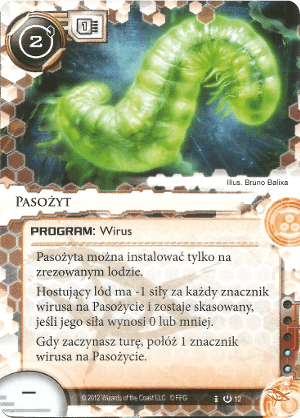 2
1
Illus. Bruno Balixa
PASOŻYT
PROGRAM: Wirus
Pasożyta można instalować tylko na
zrezowanym lodzie.
Hostujący lód ma -1 siły za każdy znacznik
wirusa na Pasożycie i zostaje skasowany,
jeśli jego siła wynosi 0 lub mniej.
Gdy zaczynasz turę, połóż 1 znacznik
wirusa na Pasożycie.
–
© 2012 Wizards of the Coast LLC. © FFG
12